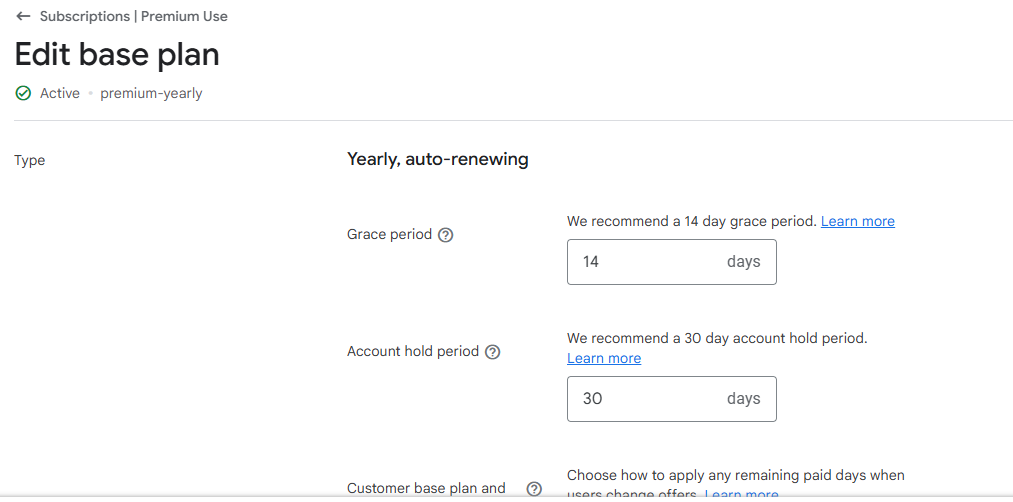 Subscriptions | Premium Use
Edit base plan
Active • premium-yearly
Type
Yearly, auto-renewing
Grace period
We recommend a 14 day grace period. Learn more
14 days
Account hold period
We recommend a 30 day account hold period.
Learn more
30 days
Customer base plan and
Choose how to apply any remaining paid days when
users change offers. Learn more